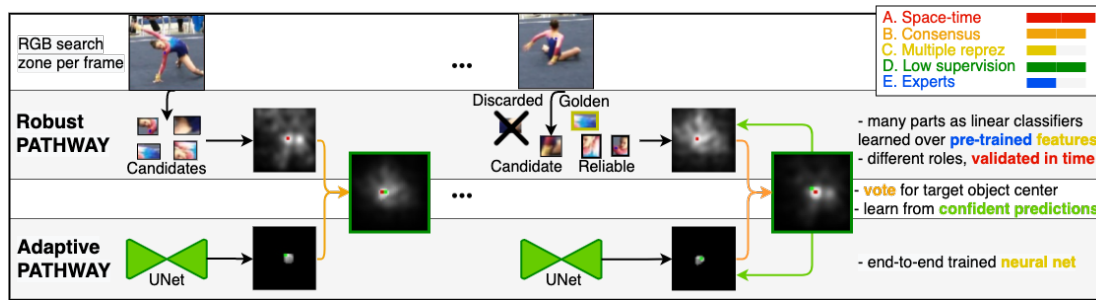 RGB search
zone per frame
...
A. Space-time
B. Consensus
C. Multiple reprez
D. Low supervision
E. Experts
Robust
PATHWAY
Candidates
Discarded
Golden
Candidate
Reliable
- many parts as linear classifiers
learned over pre-trained features
- different roles, validated in time
...
- vote for target object center
- learn from confident predictions
Adaptive
PATHWAY
UNet
UNet
- end-to-end trained neural net